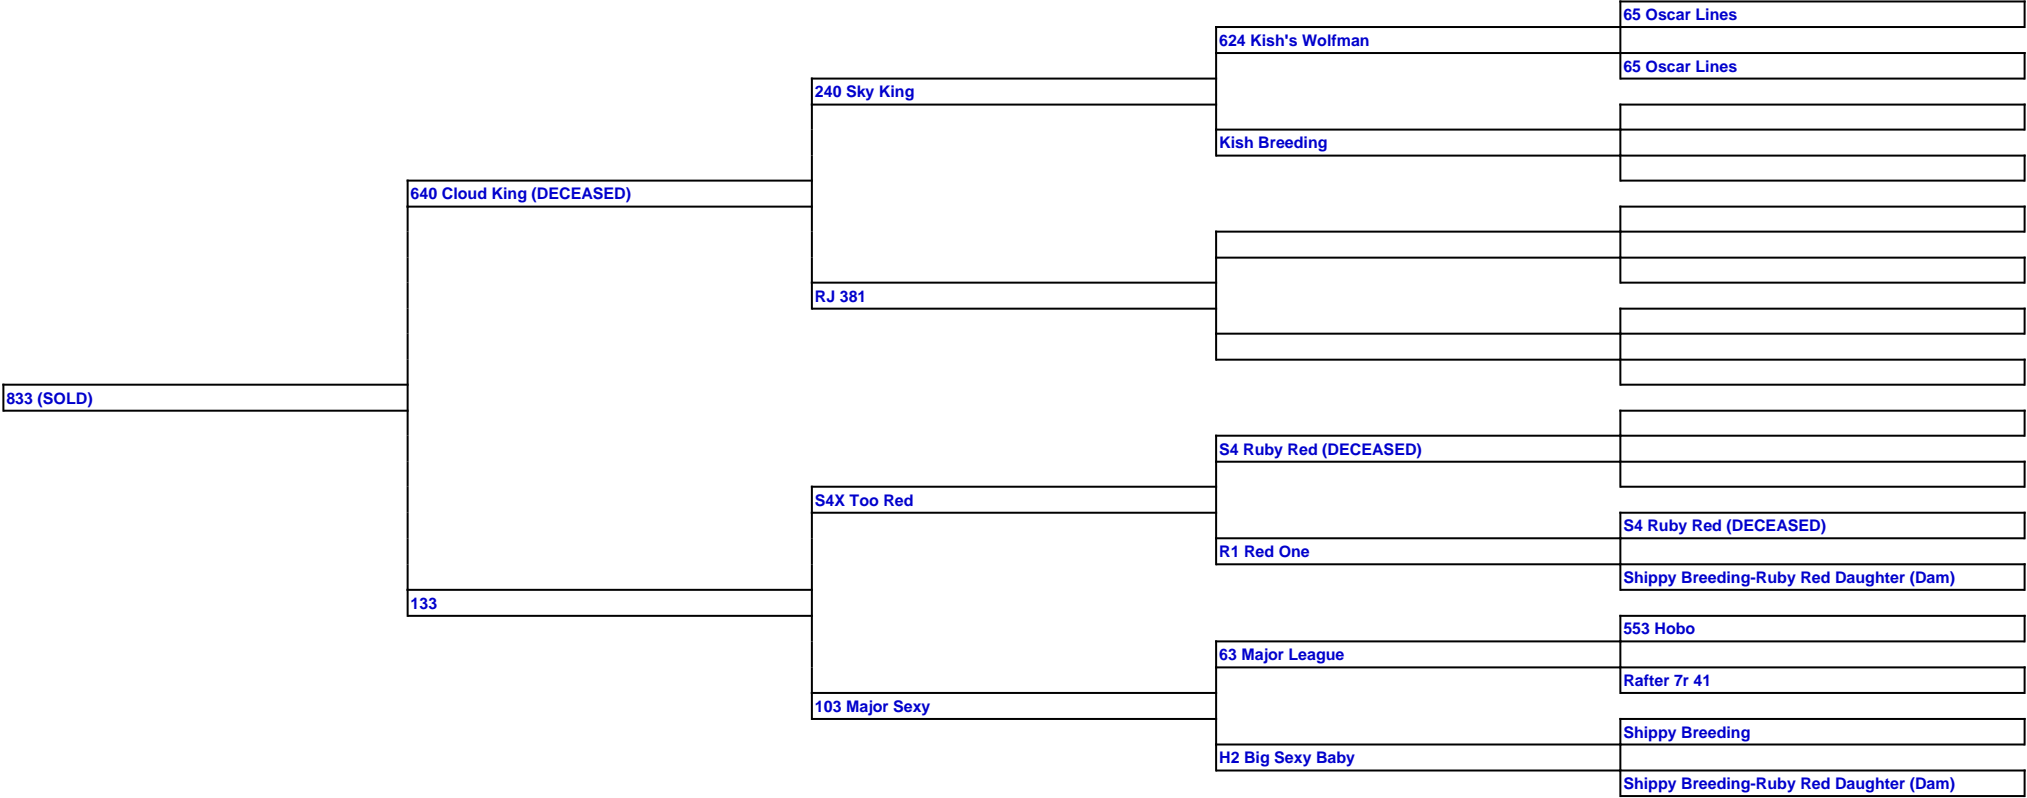 65 Oscar Lines
624 Kish's Wolfman
65 Oscar Lines
240 Sky King
Kish Breeding
640 Cloud King (DECEASED)
RJ 381
833 (SOLD)
S4 Ruby Red (DECEASED)
S4X Too Red
S4 Ruby Red (DECEASED)
R1 Red One
Shippy Breeding-Ruby Red Daughter (Dam)
133
553 Hobo
63 Major League
Rafter 7r 41
103 Major Sexy
Shippy Breeding
H2 Big Sexy Baby
Shippy Breeding-Ruby Red Daughter (Dam)